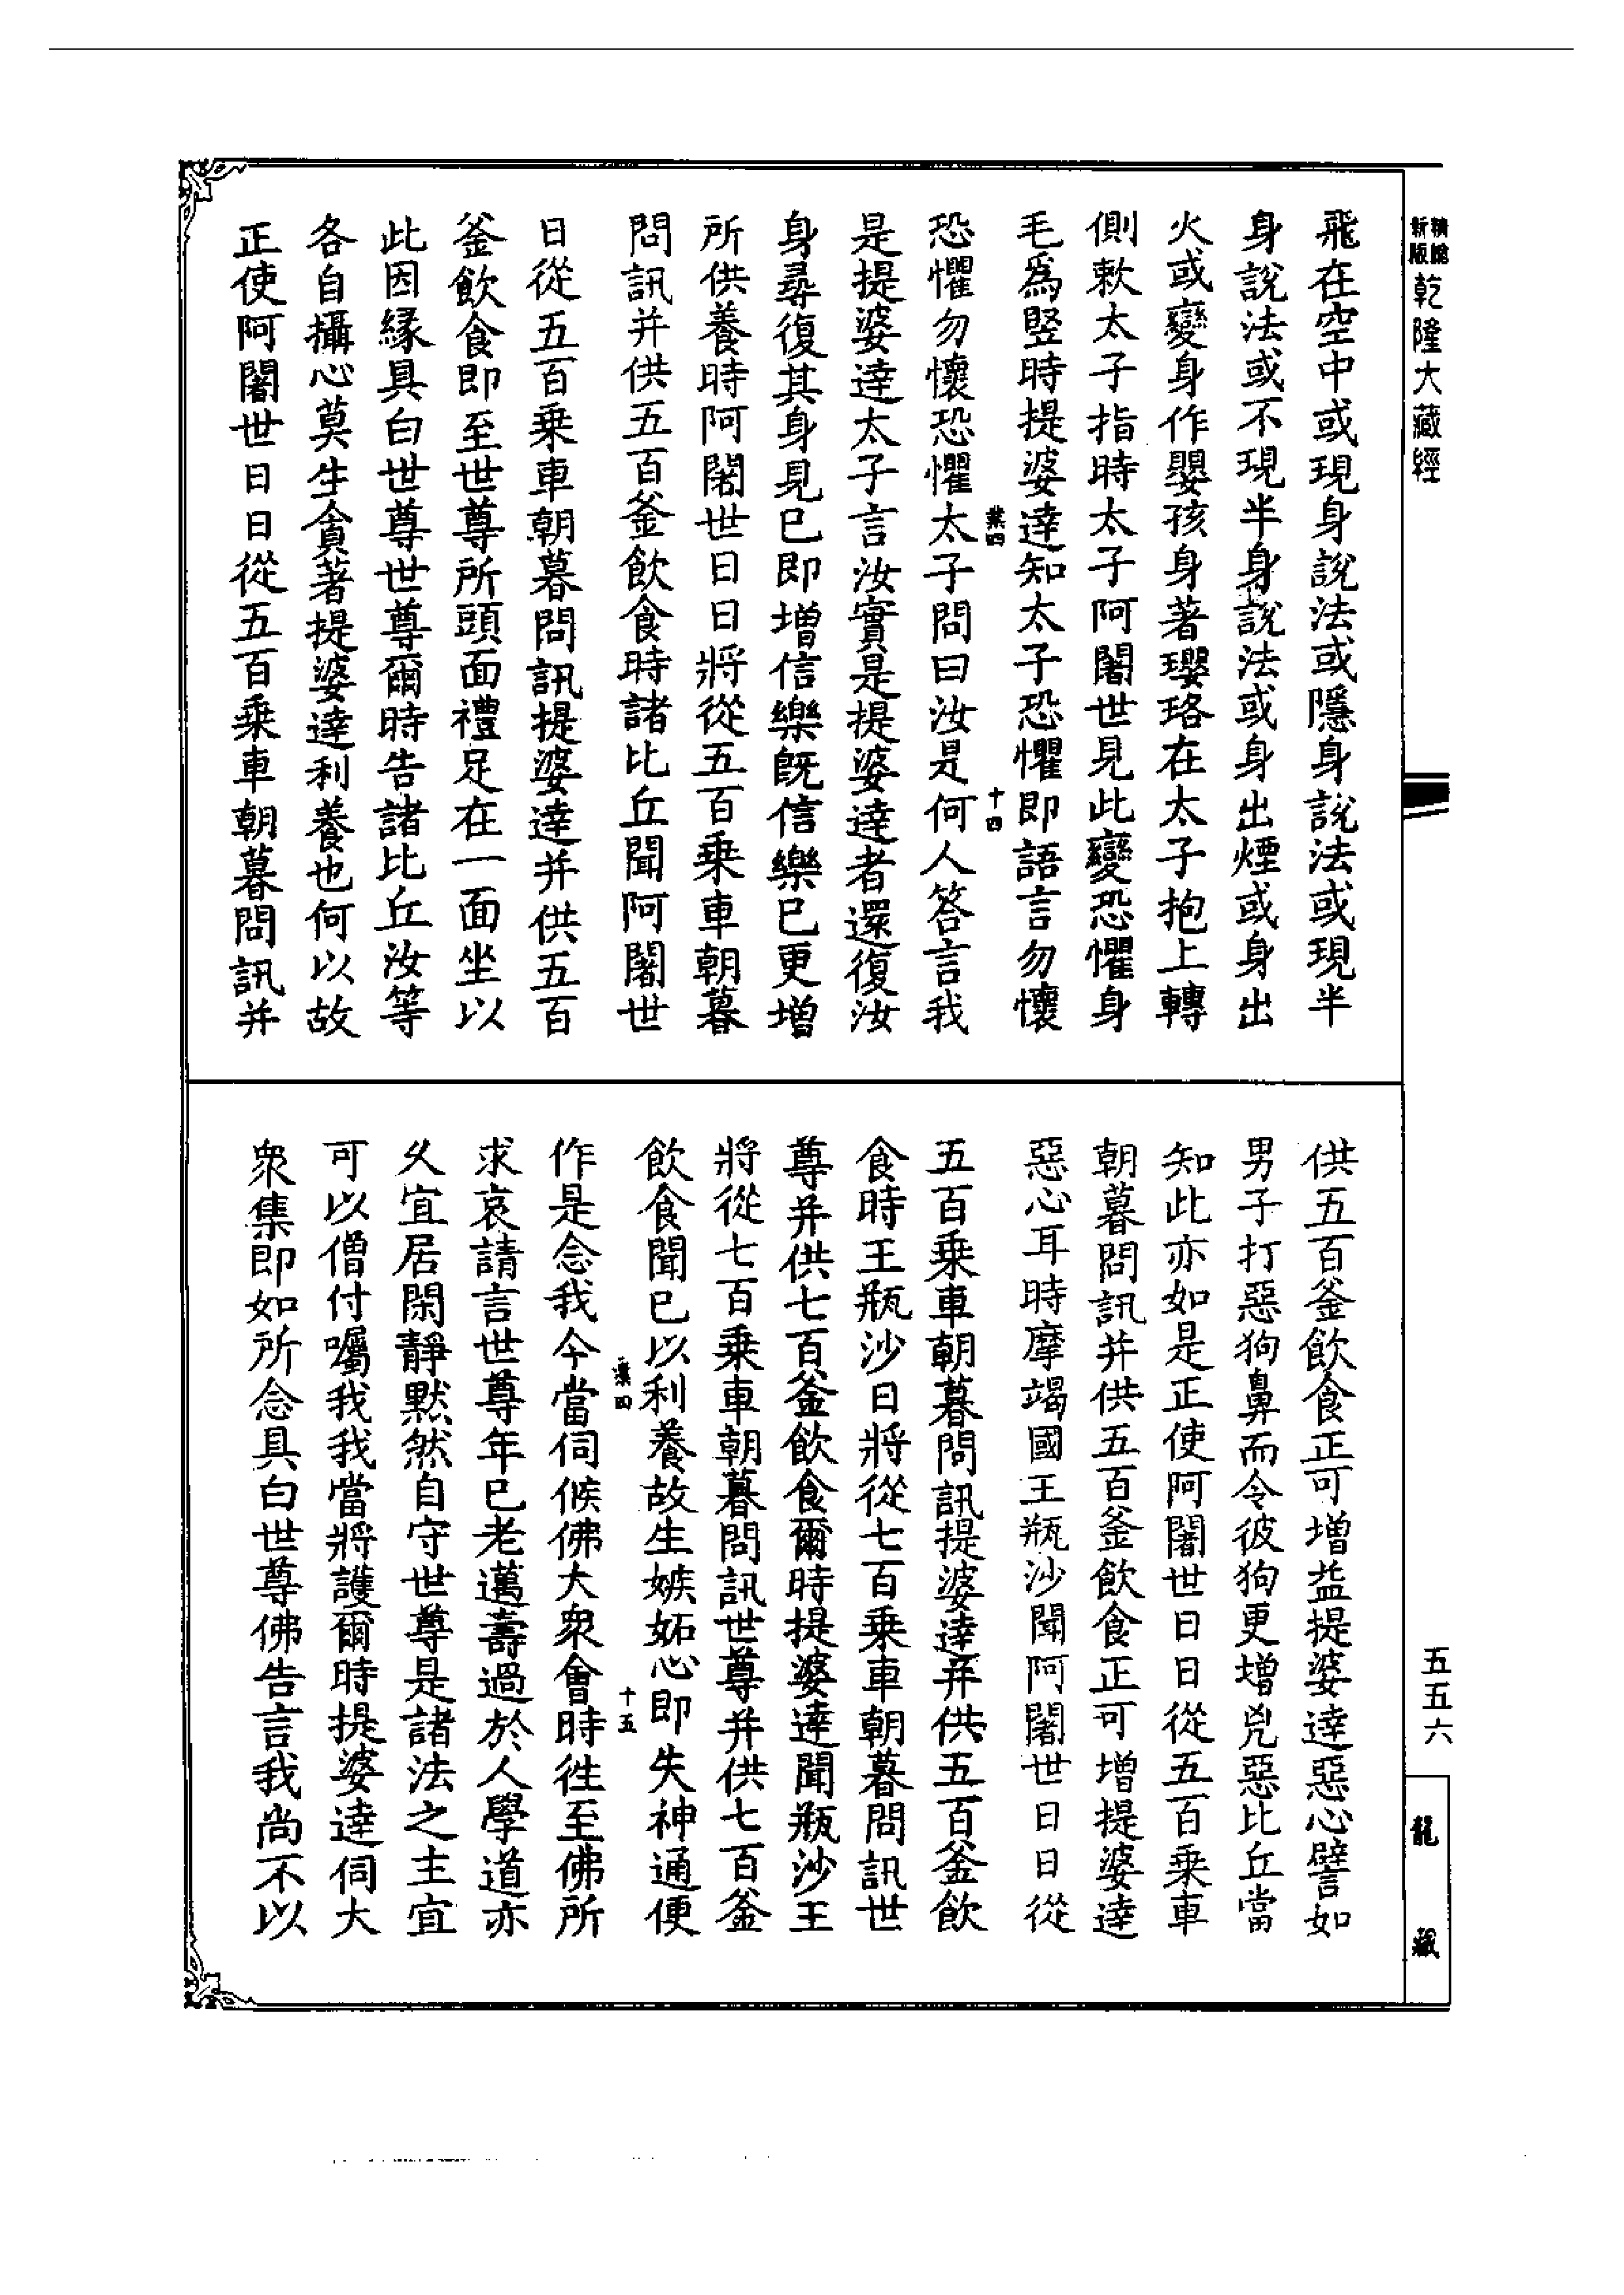 新版
精縮
乾隆大藏經
五五六
龍藏
飛在空中或現身說法或隱身說法或現半
身說法或不現半身說法或身出煙或身出
火或變身作嬰孩身著瓔珞在太子抱上轉
側欶太子指時太子阿闍世見此變恐懼身
毛為竪時提婆達知太子恐懼即語言勿懷
業四
十四
恐懼勿懷恐懼太子問曰汝是何人答言我
是提婆達太子言汝實是提婆達者還復汝
身尋復其身見已即增信樂旣信樂已更增
所供養時阿闍世日日將從五百乗車朝暮
問訊并供五百釜飲食時諸比丘聞阿闍世
日從五百乗車朝暮問訊提婆達并供五百
釜飲食即至世尊所頭面禮足在一面坐以
此因緣具白世尊世尊爾時告諸比丘汝等
各自攝心莫生貪著提婆達利養也何以故
正使阿闍世日日從五百乗車朝暮問訊并
供五百釜飲食正可增益提婆達惡心譬如
男子打惡狗鼻而令彼狗更增兇惡比丘當
知此亦如是正使阿闍世日日從五百乗車
朝暮問訊并供五百釜飲食正可增提婆達
惡心耳時摩竭國王瓶沙聞阿闍世日日從
五百乗車朝暮問訊提婆達并供五百釜飲
食時王瓶沙日將從七百乗車朝暮問訊世
尊并供七百釜飲食爾時提婆達聞瓶沙王
將從七百乗車朝暮問訊世尊并供七百釜
飲食聞已以利養故生嫉妬心即失神通便
業四
十五
作是念我今當伺候佛大眾會時往至佛所
求哀請言世尊年已老邁壽過於人學道亦
久宜居閑靜默然自守世尊是諸法之主宜
可以僧付囑我我當將護爾時提婆達伺大
眾集即如所念具白世尊佛告言我尚不以